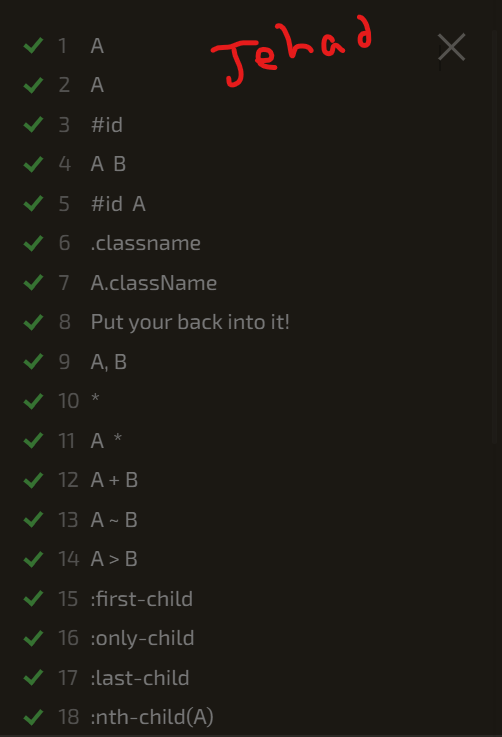 Jehad
1 A
2 A
3 #id
4 A B
5 #id A
6 .classname
7 A.className
8 Put your back into it!
9 A, B
10 *
11 A *
12 A + B
13 A ~ B
14 A > B
15 :first-child
16 :only-child
17 :last-child
18 :nth-child(A)